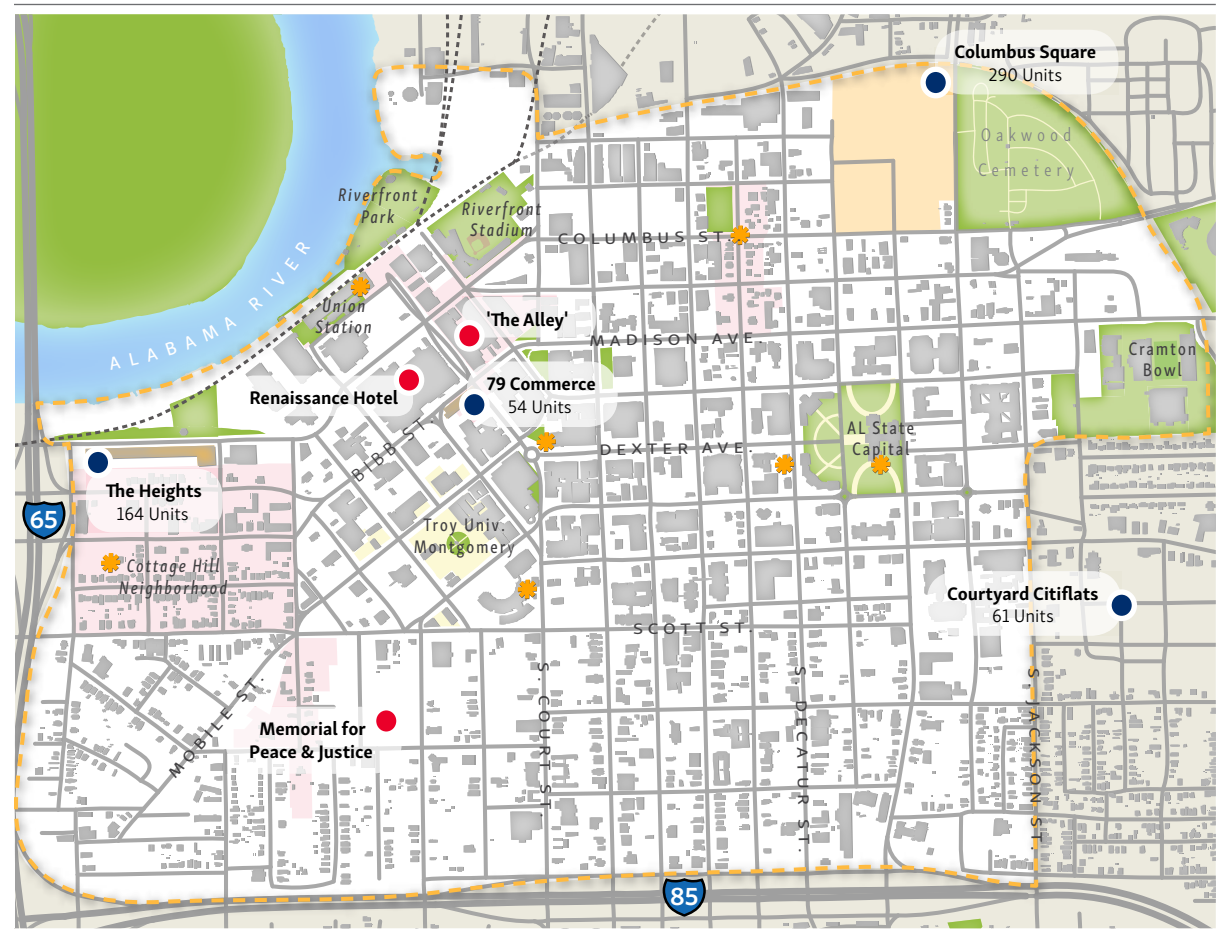 Columbus Square
290 Units
Oakwood
Cemetery
Riverfront
Park
Riverfront
Stadium
COLUMBUS ST.
ALABAMA RIVER
Union
Station
'The Alley'
MADISON AVE.
Cramton
Bowl
Renaissance Hotel
79 Commerce
54 Units
BIBB ST.
DEXTER AVE.
AL State
Capital
The Heights
164 Units
65
Troy Univ.
Montgomery
Cottage Hill
Neighborhood
Courtyard Citiflats
61 Units
SCOTT ST.
MOBILE ST.
S. COURT ST.
S. DECATUR ST.
S. JACKSON ST.
Memorial for
Peace & Justice
85